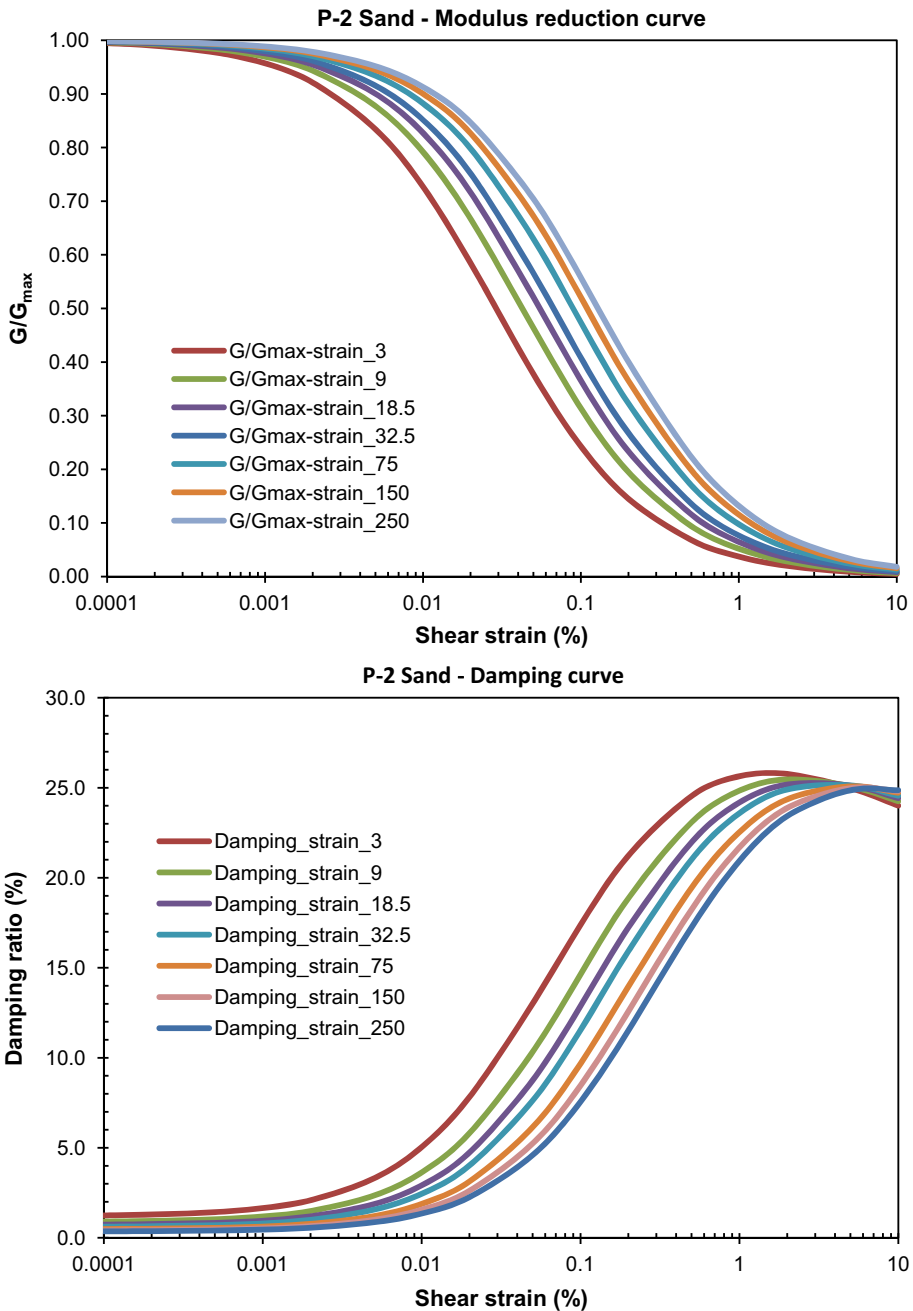 P-2 Sand - Modulus reduction curve
1.00
0.90
0.80
0.70
0.60
0.50
0.40
0.30
0.20
0.10
0.00
G/Gmax
G/Gmax-strain_3
G/Gmax-strain_9
G/Gmax-strain_18.5
G/Gmax-strain_32.5
G/Gmax-strain_75
G/Gmax-strain_150
G/Gmax-strain_250
0.0001 0.001 0.01 0.1 1 10
Shear strain (%)
P-2 Sand - Damping curve
30.0
25.0
20.0
15.0
10.0
5.0
0.0
Damping ratio (%)
Damping_strain_3
Damping_strain_9
Damping_strain_18.5
Damping_strain_32.5
Damping_strain_75
Damping_strain_150
Damping_strain_250
0.0001 0.001 0.01 0.1 1 10
Shear strain (%)